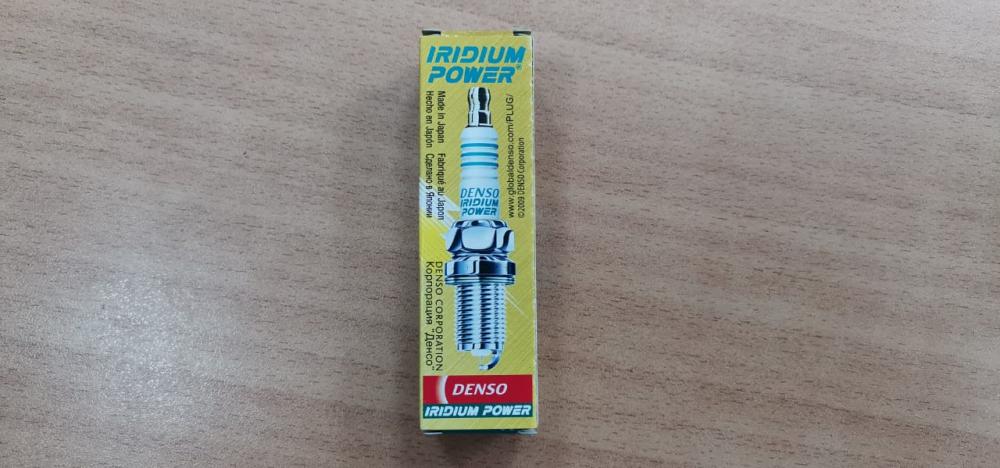 IRIDIUM
POWER®
Made in Japan Fabriqué au Japon
Hecho en Japón Сделано в Японии
www.globaldenso.com/PLUG/
©2009 DENSO Corporation
DENSO
IRIDIUM
POWER
DENSO CORPORATION
Корпорация "Денсо"
DENSO
IRIDIUM POWER